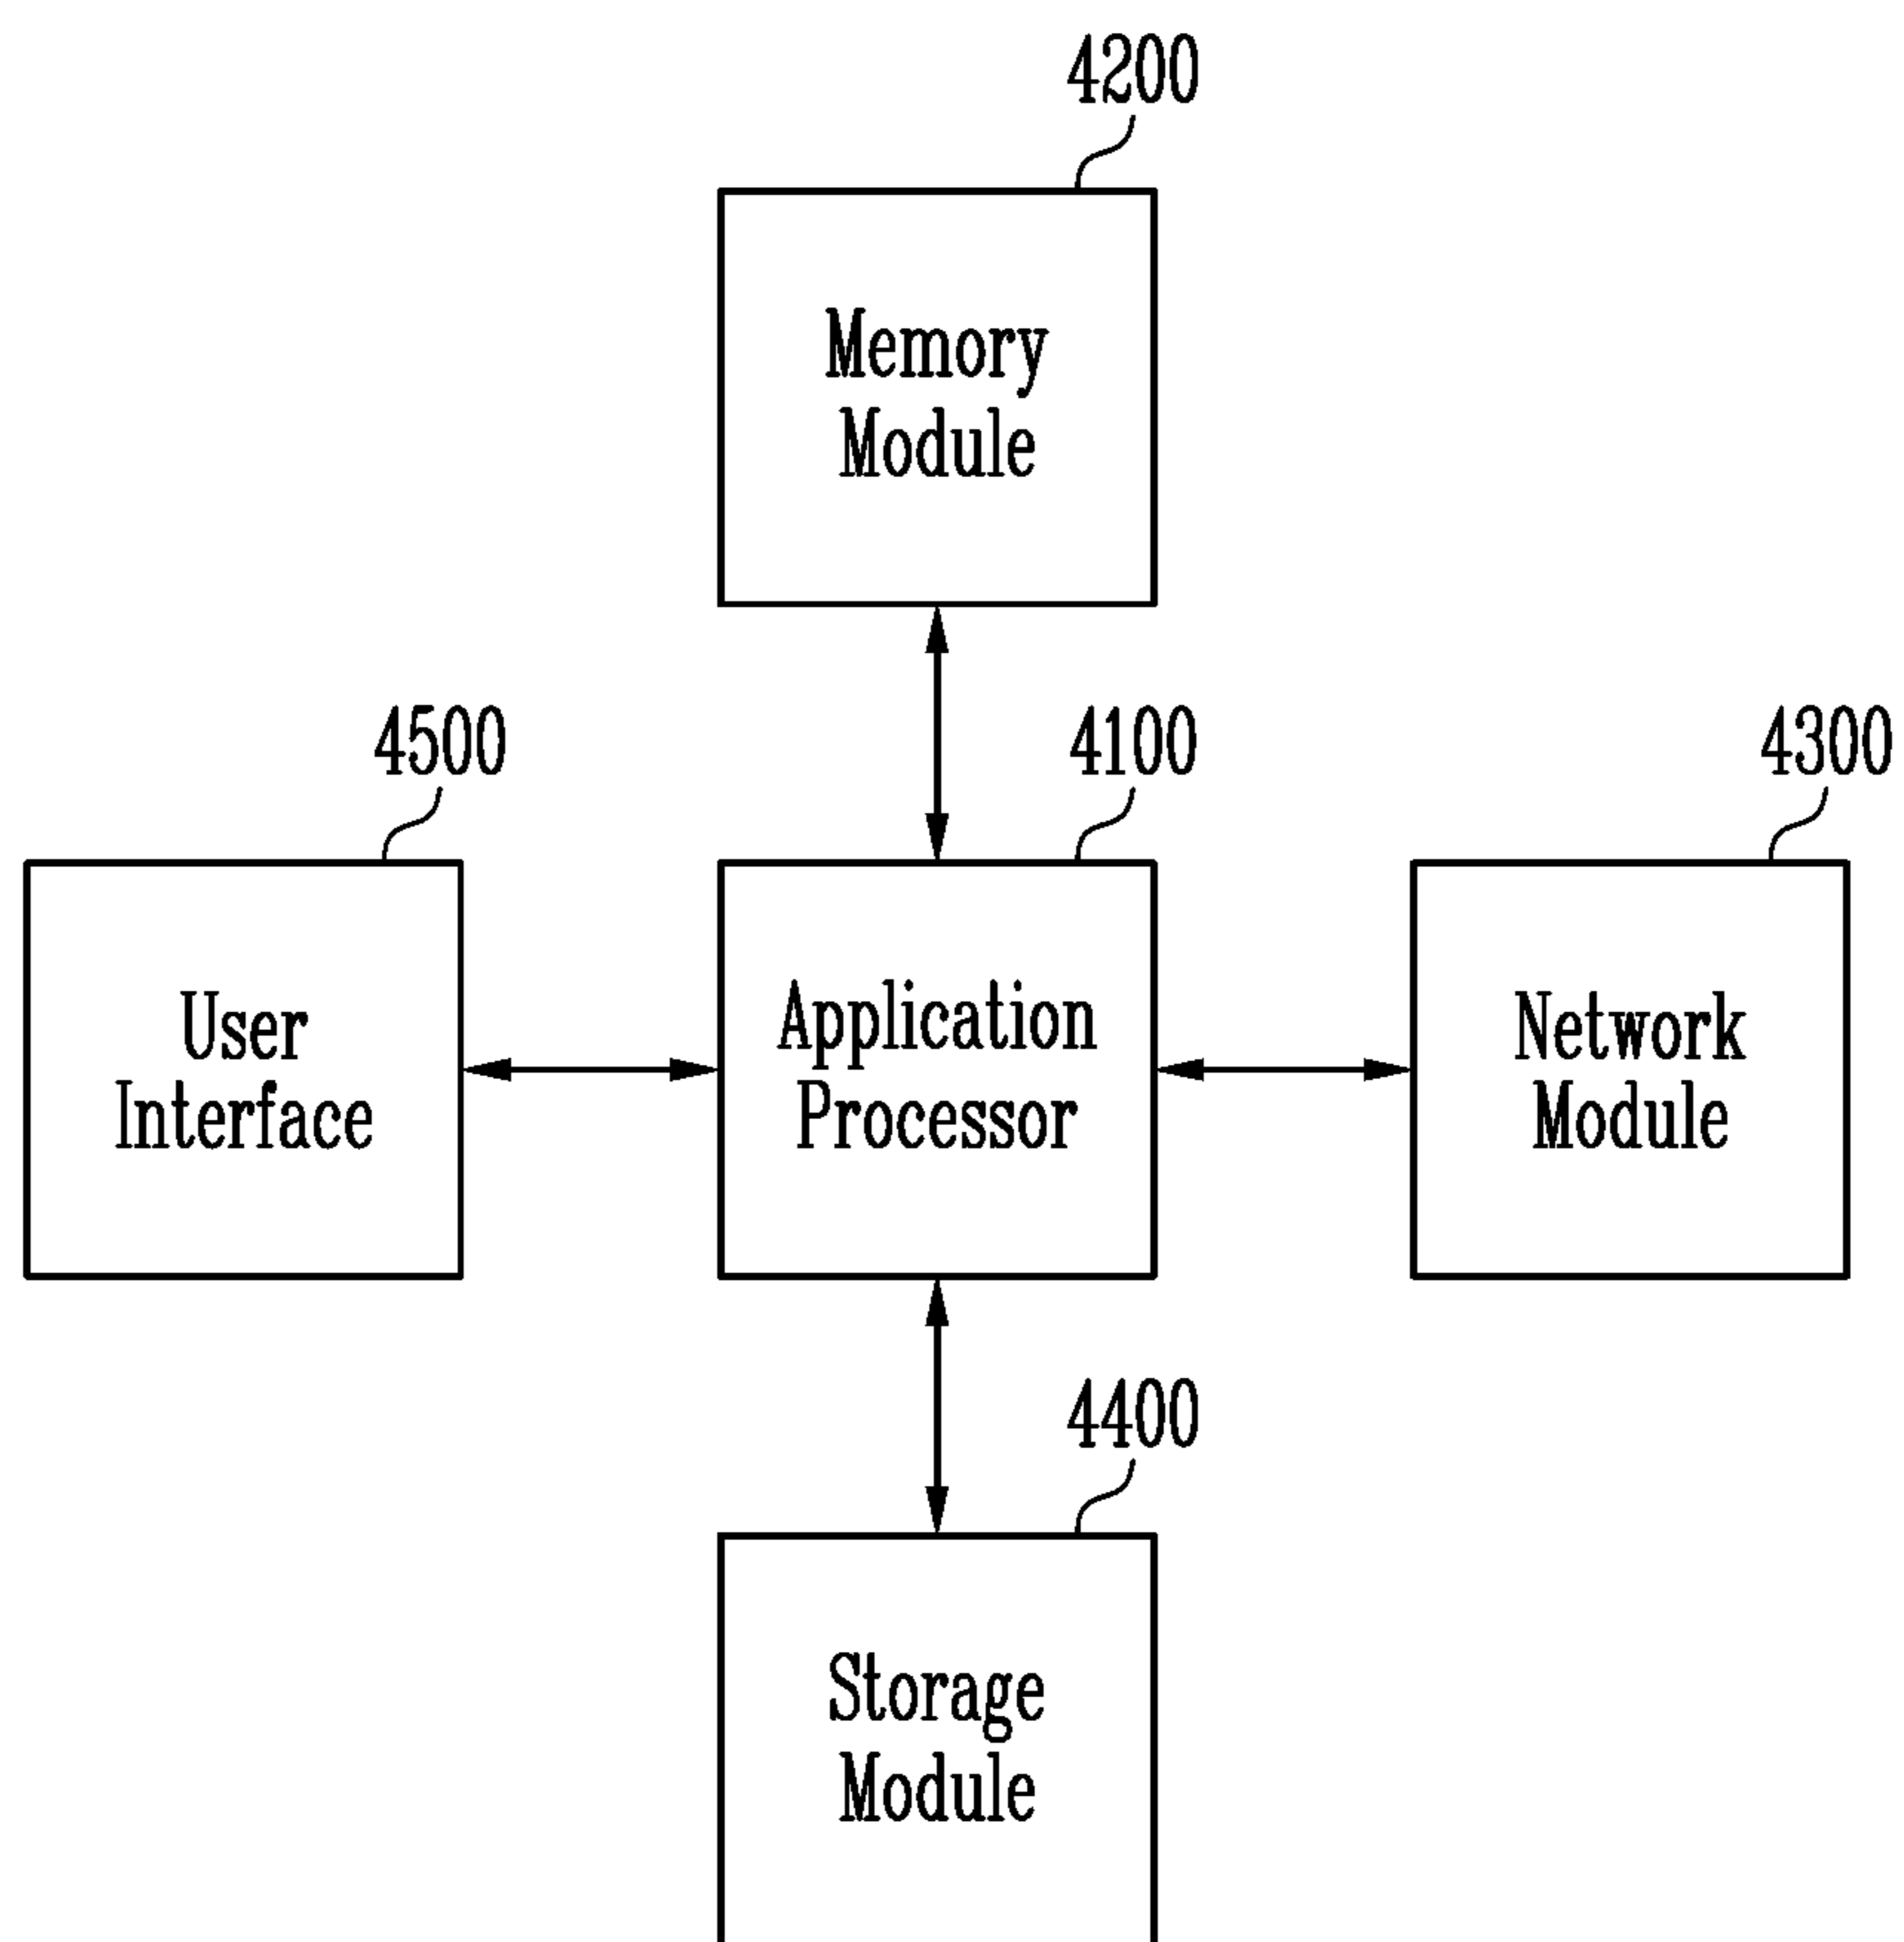 4200
Memory
Module
4500
4100
4300
User
Interface
Application
Processor
Network
Module
4400
Storage
Module